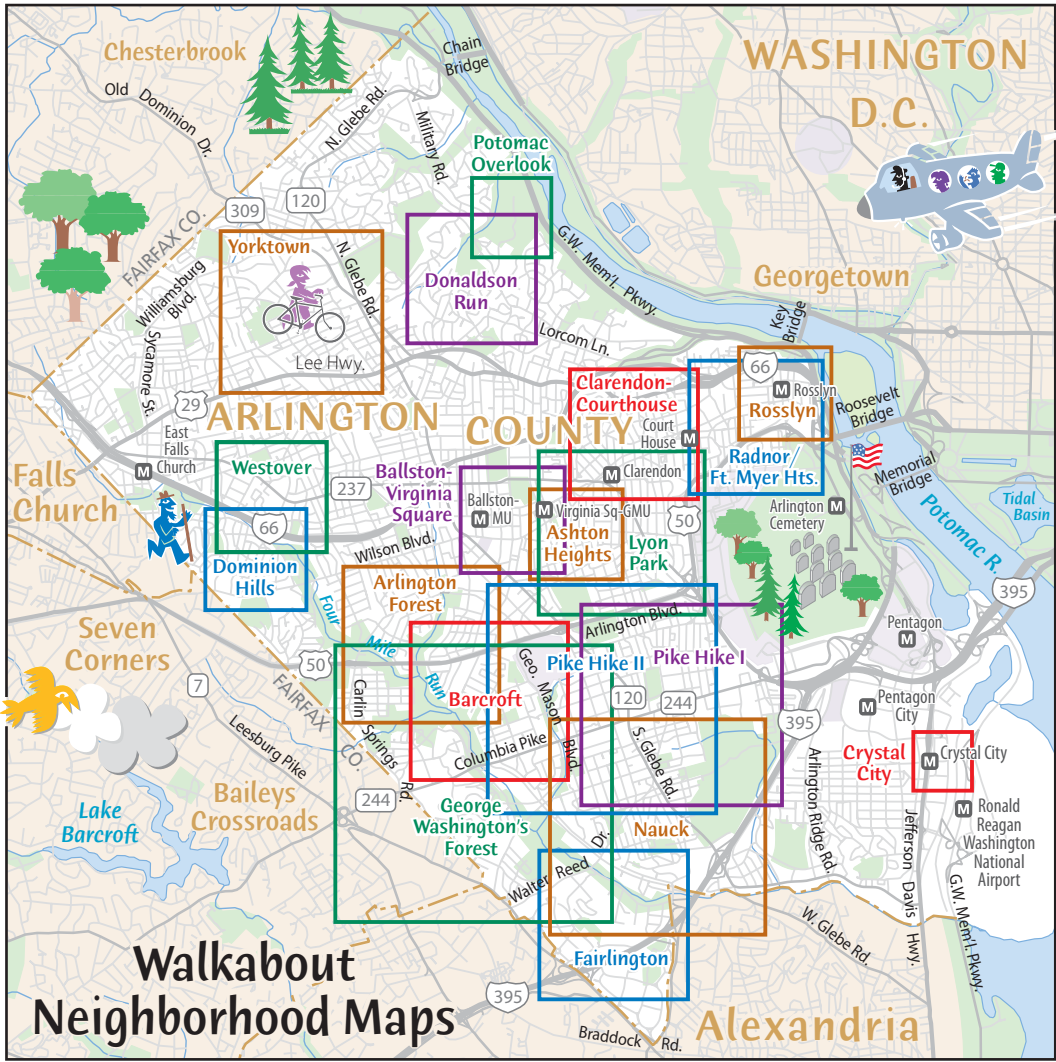 Chesterbrook
Old Dominion Dr.
Chain
Bridge
WASHINGTON
D.C.
N. Glebe Rd.
Military Rd.
Potomac
Overlook
309
120
FAIRFAX CO.
Yorktown
N. Glebe Rd.
Donaldson
Run
G.W. Mem'l. Pkwy.
Georgetown
Key
Bridge
Williamsburg
Blvd.
Sycamore St.
Lorcom Ln.
Lee Hwy.
29
Clarendon-
Courthouse
66
M Rosslyn
Rosslyn
Roosevelt
Bridge
ARLINGTON COUNTY
East
Falls
Church
M
Court
House
M
Radnor/
Ft. Myer Hts.
Memorial
Bridge
Falls
Church
Westover
237
Ballston-
Virginia
Square
Ballston-
MU
M
M Clarendon
M Virginia Sq-GMU
50
Arlington
Cemetery
M
Tidal
Basin
Potomac R.
66
Wilson Blvd.
Ashton
Heights
Lyon
Park
Dominion
Hills
Arlington
Forest
Four Mile Run
395
Arlington Blvd.
Pentagon
M
Seven
Corners
50
7
FAIRFAX CO.
Carlin Springs Rd.
Barcroft
Geo. Mason Blvd.
Pike Hike II
Pike Hike I
120
244
Pentagon
City
M
395
Leesburg Pike
Columbia Pike
S. Glebe Rd.
Crystal
City
M Crystal City
Arlington Ridge Rd.
Lake
Barcroft
Baileys
Crossroads
244
George
Washington's
Forest
Nauck
M
Ronald
Reagan
Washington
National
Airport
Jefferson Davis Hwy.
G.W. Mem'l. Pkwy.
Walter Reed Dr.
W. Glebe Rd.
Walkabout
Neighborhood Maps
Fairlington
395
Braddock Rd.
Alexandria